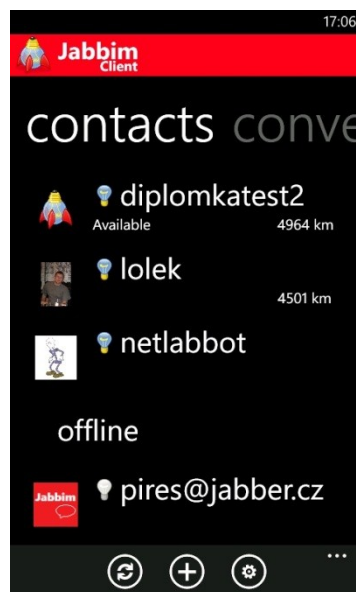 17:06
Jabbim
Client
contacts conve
diplomkatest2
Available 4964 km
lolek
4501 km
netlabbot
offline
Jabbim
pires@jabber.cz